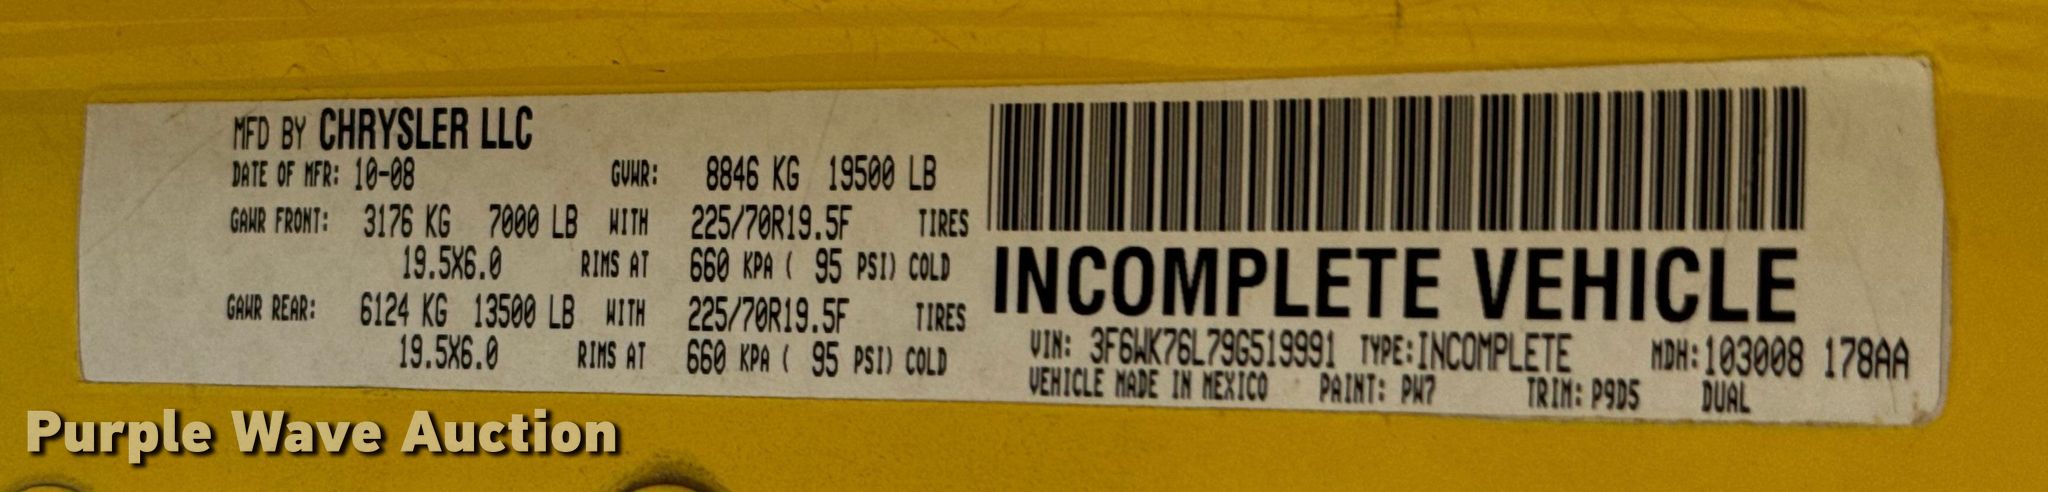 MFD BY CHRYSLER LLC
DATE OF MFR: 10-08 GVWR: 8846 KG 19500 LB
GAWR FRONT: 3176 KG 7000 LB WITH 225/70R19.5F TIRES
19.5X6.0 RIMS AT 660 KPA ( 95 PSI) COLD
GAWR REAR: 6124 KG 13500 LB WITH 225/70R19.5F TIRES
19.5X6.0 RIMS AT 660 KPA ( 95 PSI) COLD
INCOMPLETE VEHICLE
VIN: 3F6WK76L79G519991 TYPE:INCOMPLETE MDH:103008 178AA
VEHICLE MADE IN MEXICO PAINT: PW7 TRIM: P9D5 DUAL
Purple Wave Auction